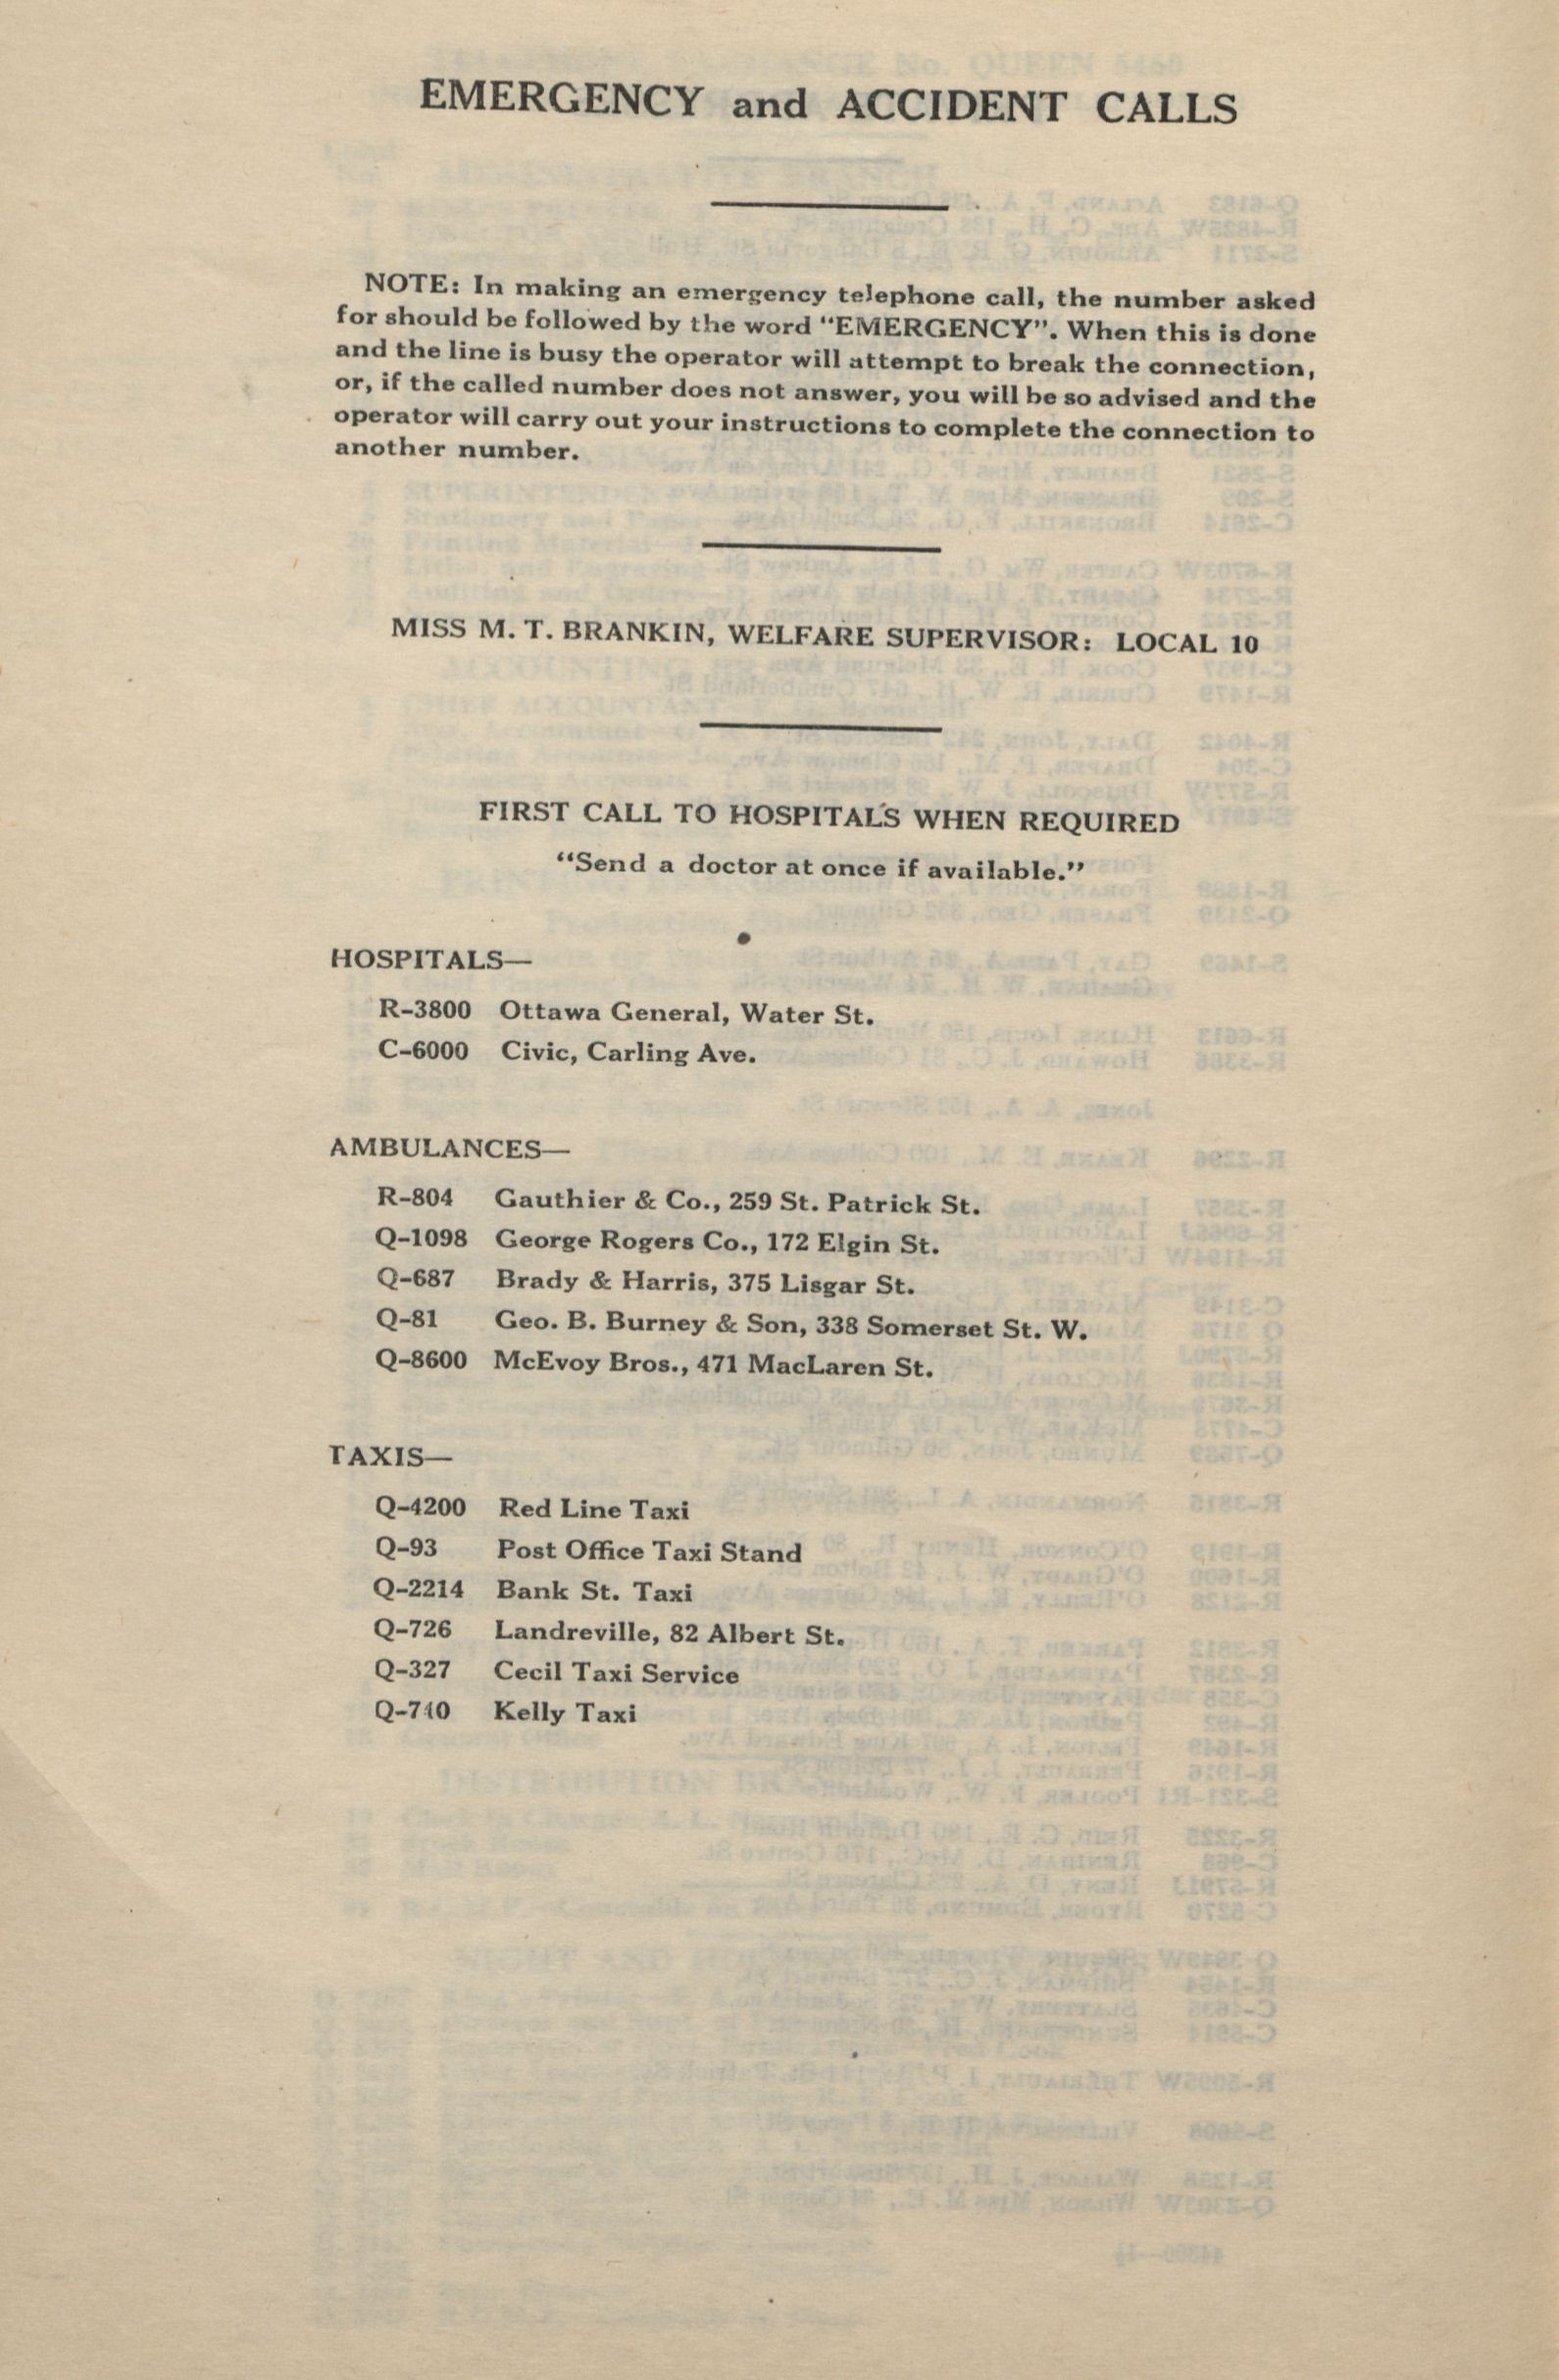 EMERGENCY and ACCIDENT CALLS
NOTE: In making an emergency telephone call, the number asked
for should be followed by the word "EMERGENCY". When this is done
and the line is busy the operator will attempt to break the connection,
or, if the called number does not answer, you will be so advised and the
operator will carry out your instructions to complete the connection to
another number.
MISS M. T. BRANKIN, WELFARE SUPERVISOR: LOCAL 10
FIRST CALL TO HOSPITALS WHEN REQUIRED
"Send a doctor at once if available."
HOSPITALS—
R-3800 Ottawa General, Water St.
C-6000 Civic, Carling Ave.
AMBULANCES—
R-804 Gauthier & Co., 259 St. Patrick St.
Q-1098 George Rogers Co., 172 Elgin St.
Q-687 Brady & Harris, 375 Lisgar St.
Q-81 Geo. B. Burney & Son, 338 Somerset St. W.
Q-8600 McEvoy Bros., 471 MacLaren St.
TAXIS—
Q-4200 Red Line Taxi
Q-93 Post Office Taxi Stand
Q-2214 Bank St. Taxi
Q-726 Landreville, 82 Albert St.
Q-327 Cecil Taxi Service
Q-740 Kelly Taxi